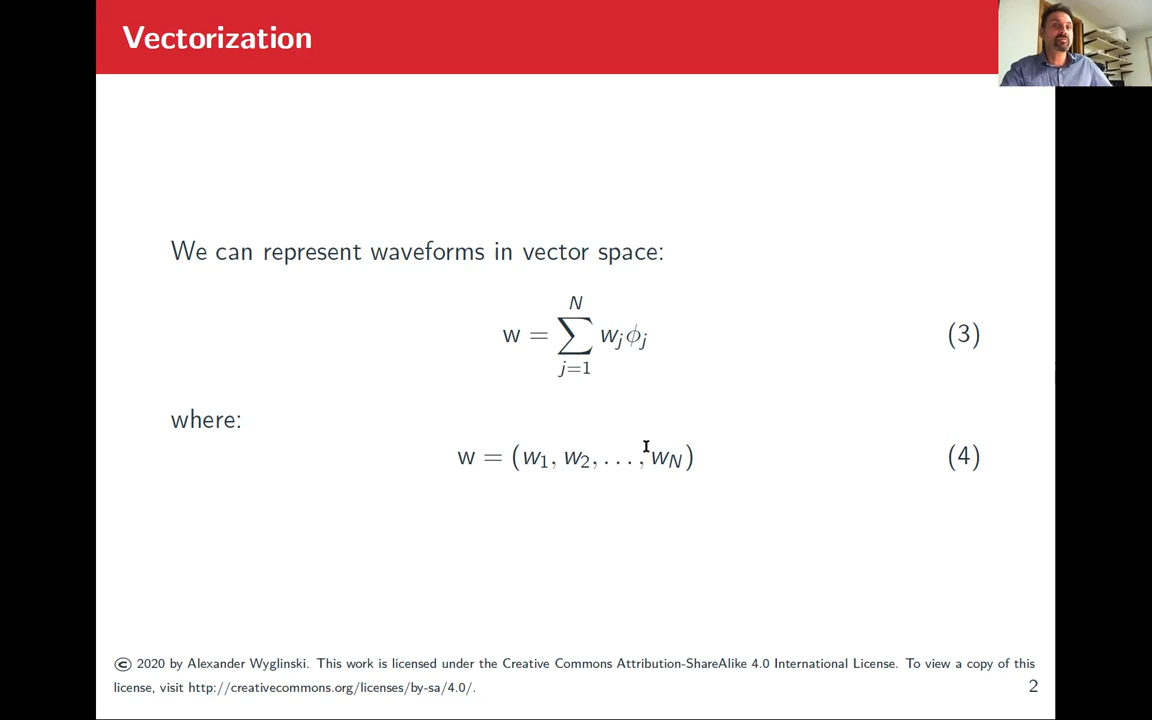 Vectorization
We can represent waveforms in vector space:
w = \sum_{j=1}^{N} w_j \phi_j (3)
where:
w = (w_1, w_2, ..., w_N) (4)
© 2020 by Alexander Wyglinski. This work is licensed under the Creative Commons Attribution-ShareAlike 4.0 International License. To view a copy of this
license, visit http://creativecommons.org/licenses/by-sa/4.0/. 2